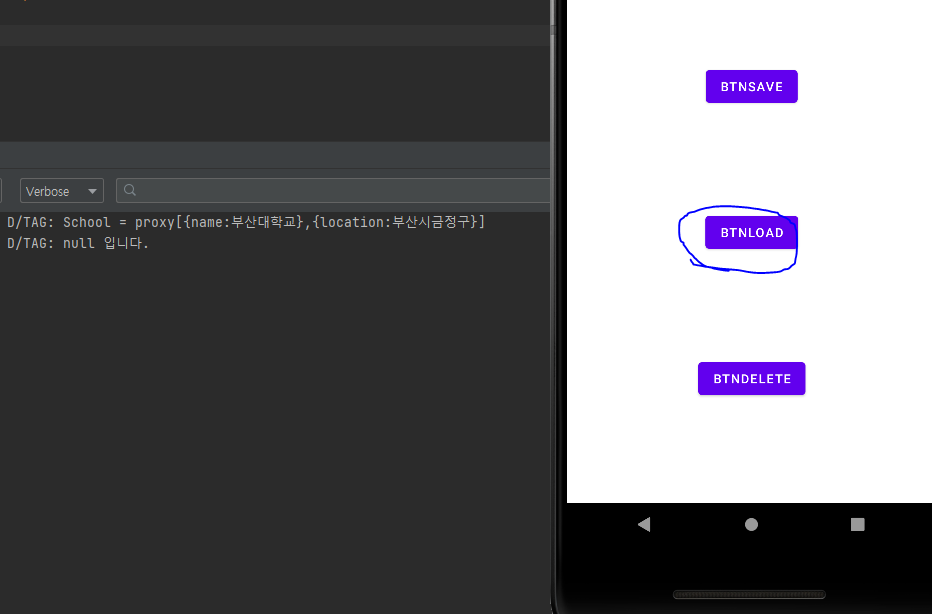 BTNSAVE
Verbose
D/TAG: School = proxy[{name:부산대학교},{location:부산시금정구}]
D/TAG: null 입니다.
BTNLOAD
BTNDELETE